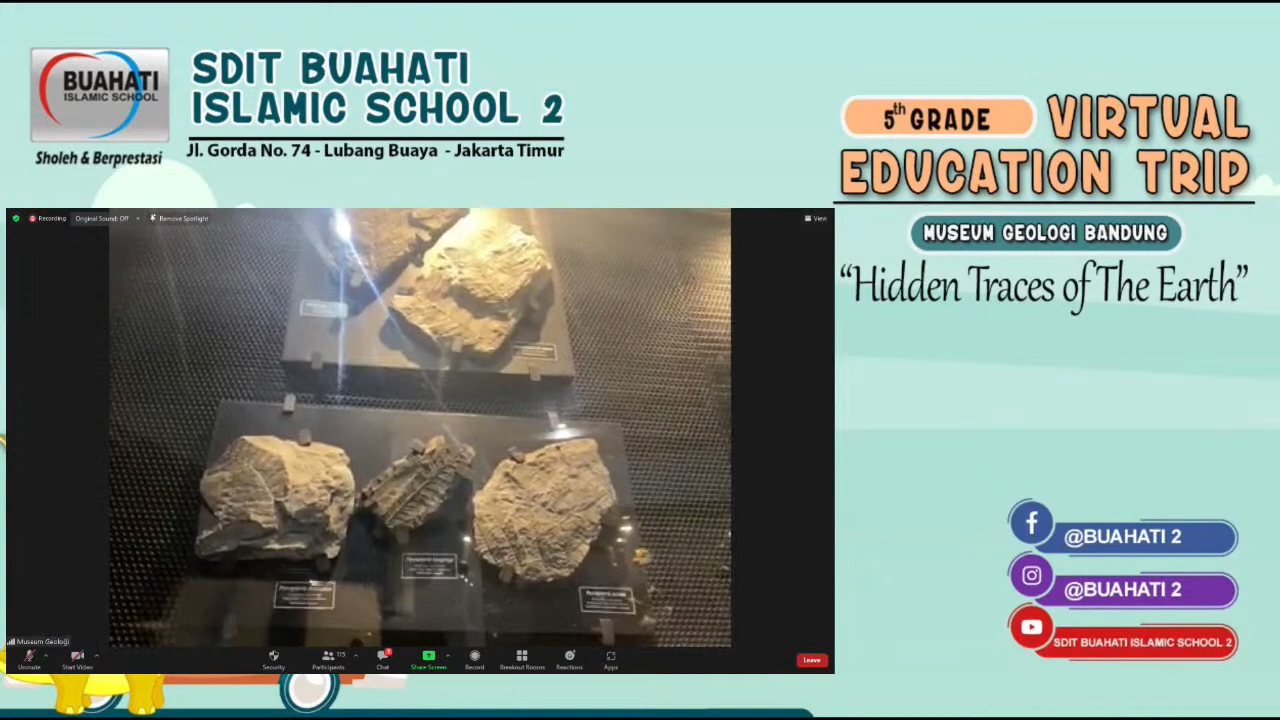 BUAHATI
ISLAMIC SCHOOL
Sholeh & Berprestasi
SDIT BUAHATI
ISLAMIC SCHOOL 2
Jl. Gorda No. 74 - Lubang Buaya - Jakarta Timur
5th GRADE VIRTUAL
EDUCATION TRIP
MUSEUM GEOLOGI BANDUNG
“Hidden Traces of The Earth”
Recording
Original Sound: Off
Remove Spotlight
View
Museum Geologi
Unmute
Start Video
Security
Participants
115
Chat
Share Screen
Record
Breakout Rooms
Reactions
Apps
Leave
@BUAHATI 2
@BUAHATI 2
SDIT BUAHATI ISLAMIC SCHOOL 2